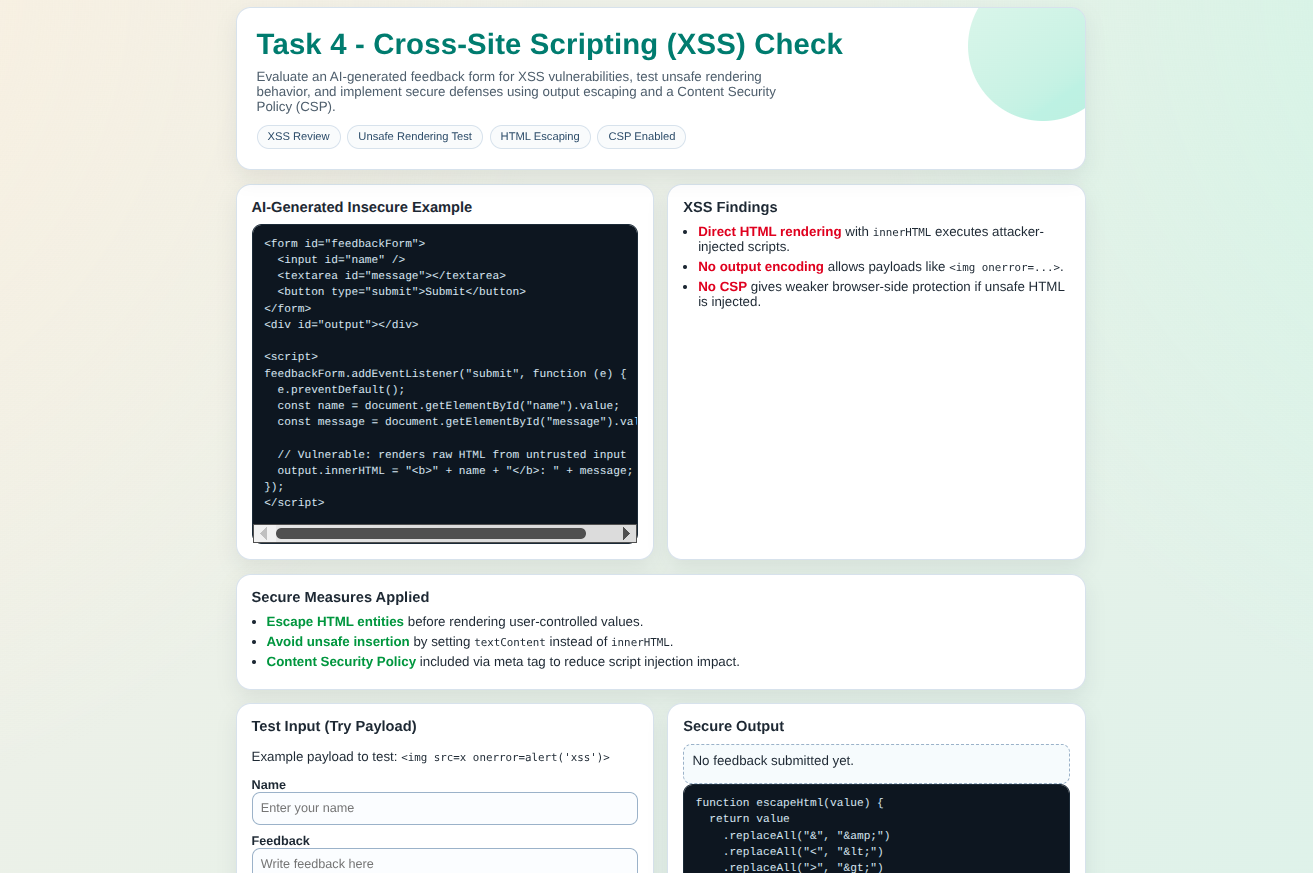 Task 4 - Cross-Site Scripting (XSS) Check
Evaluate an AI-generated feedback form for XSS vulnerabilities, test unsafe rendering
behavior, and implement secure defenses using output escaping and a Content Security
Policy (CSP).
XSS Review
Unsafe Rendering Test
HTML Escaping
CSP Enabled
AI-Generated Insecure Example
<form id="feedbackForm">
  <input id="name" />
  <textarea id="message"></textarea>
  <button type="submit">Submit</button>
</form>
<div id="output"></div>

<script>
feedbackForm.addEventListener("submit", function (e) {
  e.preventDefault();
  const name = document.getElementById("name").value;
  const message = document.getElementById("message").val

  // Vulnerable: renders raw HTML from untrusted input
  output.innerHTML = "<b>" + name + "</b>: " + message;
});
</script>
XSS Findings
• Direct HTML rendering with innerHTML executes attacker-
injected scripts.
• No output encoding allows payloads like <img onerror=...>.
• No CSP gives weaker browser-side protection if unsafe HTML
is injected.
Secure Measures Applied
• Escape HTML entities before rendering user-controlled values.
• Avoid unsafe insertion by setting textContent instead of innerHTML.
• Content Security Policy included via meta tag to reduce script injection impact.
Test Input (Try Payload)
Example payload to test: <img src=x onerror=alert('xss')>
Name
Enter your name
Feedback
Write feedback here
Secure Output
No feedback submitted yet.
function escapeHtml(value) {
  return value
    .replaceAll("&", "&amp;")
    .replaceAll("<", "&lt;")
    .replaceAll(">", "&gt;")